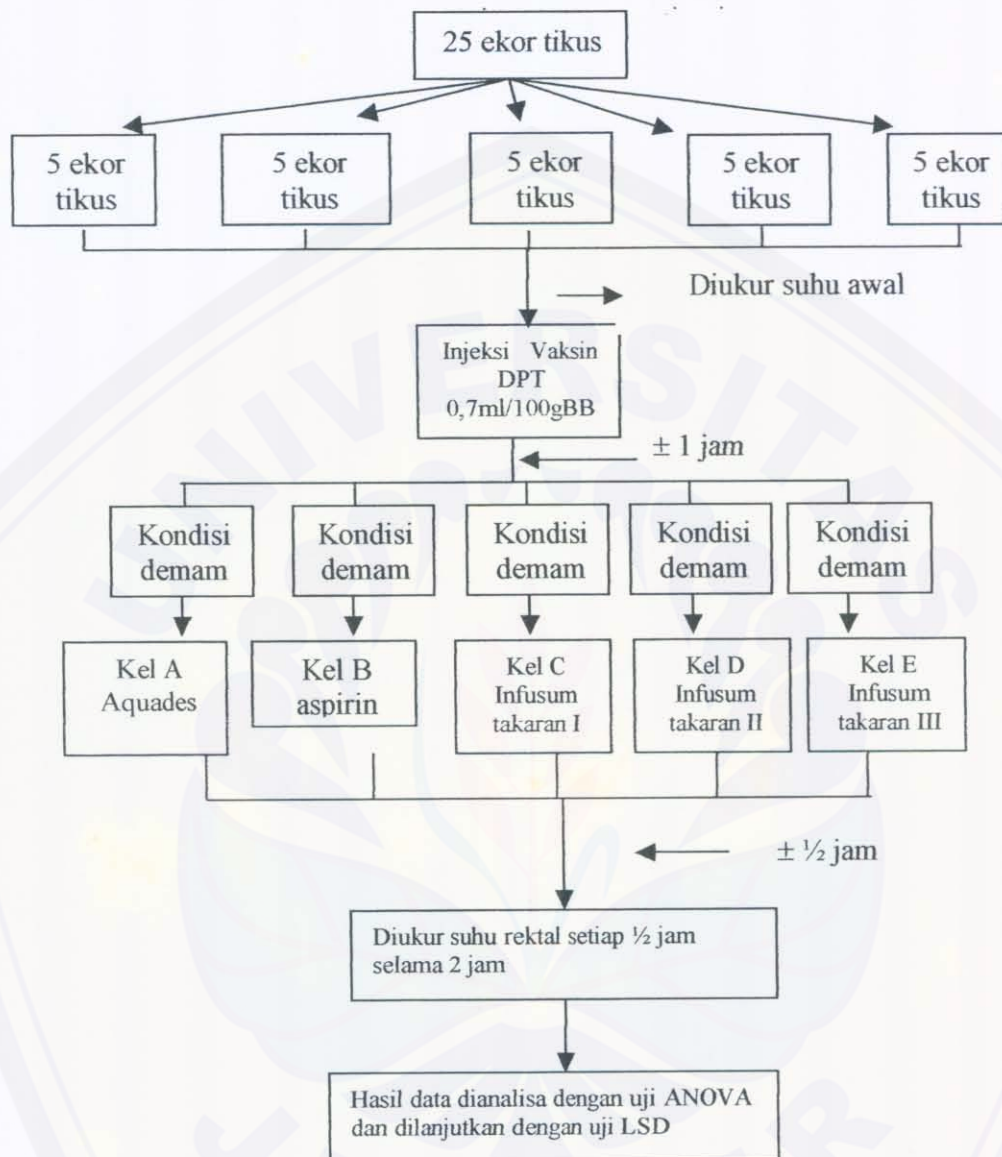 25 ekor tikus
5 ekor
tikus
5 ekor
tikus
5 ekor
tikus
5 ekor
tikus
5 ekor
tikus
Diukur suhu awal
Injeksi Vaksin
DPT
0,7ml/100gBB
± 1 jam
Kondisi
demam
Kondisi
demam
Kondisi
demam
Kondisi
demam
Kondisi
demam
Kel A
Aquades
Kel B
aspirin
Kel C
Infusum
takaran I
Kel D
Infusum
takaran II
Kel E
Infusum
takaran III
± ½ jam
Diukur suhu rektal setiap ½ jam
selama 2 jam
Hasil data dianalisa dengan uji ANOVA
dan dilanjutkan dengan uji LSD
UNIVERSITAS